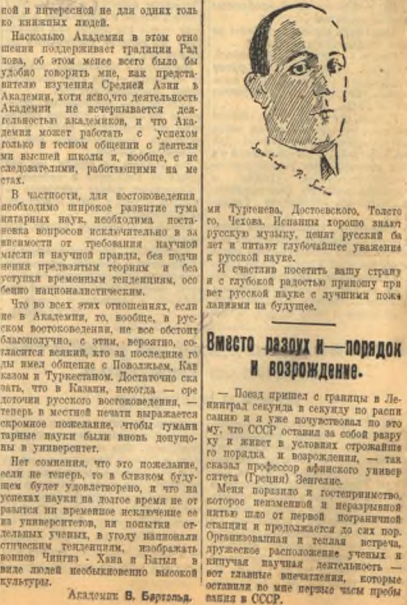 ной и интересной не для одних толь
ко книжных людей.
Насколько Академия в этом отно
шении поддерживает традиции Рад
лова, об этом менее всего было бы
удобно говорить мне, как предста-
вителю изучения Средней Азии в
Академии, хотя ясно,что деятельность
Академии не исчерпывается дея-
тельностью академиков, и что Ака-
демия может работать с успехом
только в тесном общении с деятеля
ми высшей школы и, вообще, с ис
следователями, работающими на ме
стах.
В частности, для востоковедения
необходимо широкое развитие гума
нитарных наук, необходима поста-
новка вопросов исключительно в за
висимости от требования научной
мысли и научной правды, без подчи
нения предвзятым теориям и без
уступки временным тенденциям, осо
бенно националистическим.
Что во всех этих отношениях, если
не в Академии, то, вообще, в рус-
ском востоковедении, не все обстоит
благополучно, с этим, вероятно, со-
гласится всякий, кто за последние го
ды имел общение с Поволжьем, Кав
казом и Туркестаном. Достаточно ска
зать, что в Казани, некогда — сре
доточии русского востоковедения, —
теперь в местной печати выражается
скромное пожелание, чтобы гумани
тарные науки были вновь допуще-
ны в университет.
Нет сомнения, что это пожелание,
если не теперь, то в близком буду-
щем будет удовлетворено, и что на
успехах науки на долгое время не от
разятся ни временное исключение ее
из университетов, ни попытки от-
дельных ученых, в угоду национали
стическим тенденциям, изображать
воинов Чингиз - Хана и Батыя в
виде людей необыкновенно высокой
культуры.
Академик В. Бартольд.
мя Тургенева, Достоевского, Толсто
го, Чехова. Испанцы хорошо знают
русскую музыку, ценят русский ба
лет и питают глубочайшее уважение
к русской науке.
Я счастлив посетить вашу страну
и с глубокой радостью приношу при
вет русской науке с лучшими поже
ланиями на будущее.
Вместо разрухи—порядок
и возрождение.
— Поезд пришел с границы в Ле-
нинград секунда в секунду по распи
санию и я уже почувствовал по это
му, что СССР оставил за собой разру
ху и живет в условиях строжайше
го порядка и возрождения, — так
сказал профессор афинского универ
ситета (Греция) Зенгелис.
Меня поразило и гостеприимство,
которое неизменной и неразрывной
нитью шло от первой пограничной
станции и продолжается до сих пор.
Организованная и теплая встреча,
дружеское расположение ученых и
кипучая научная деятельность —
вот главные впечатления, которые
оставили во мне первые часы пребы
вания в СССР.